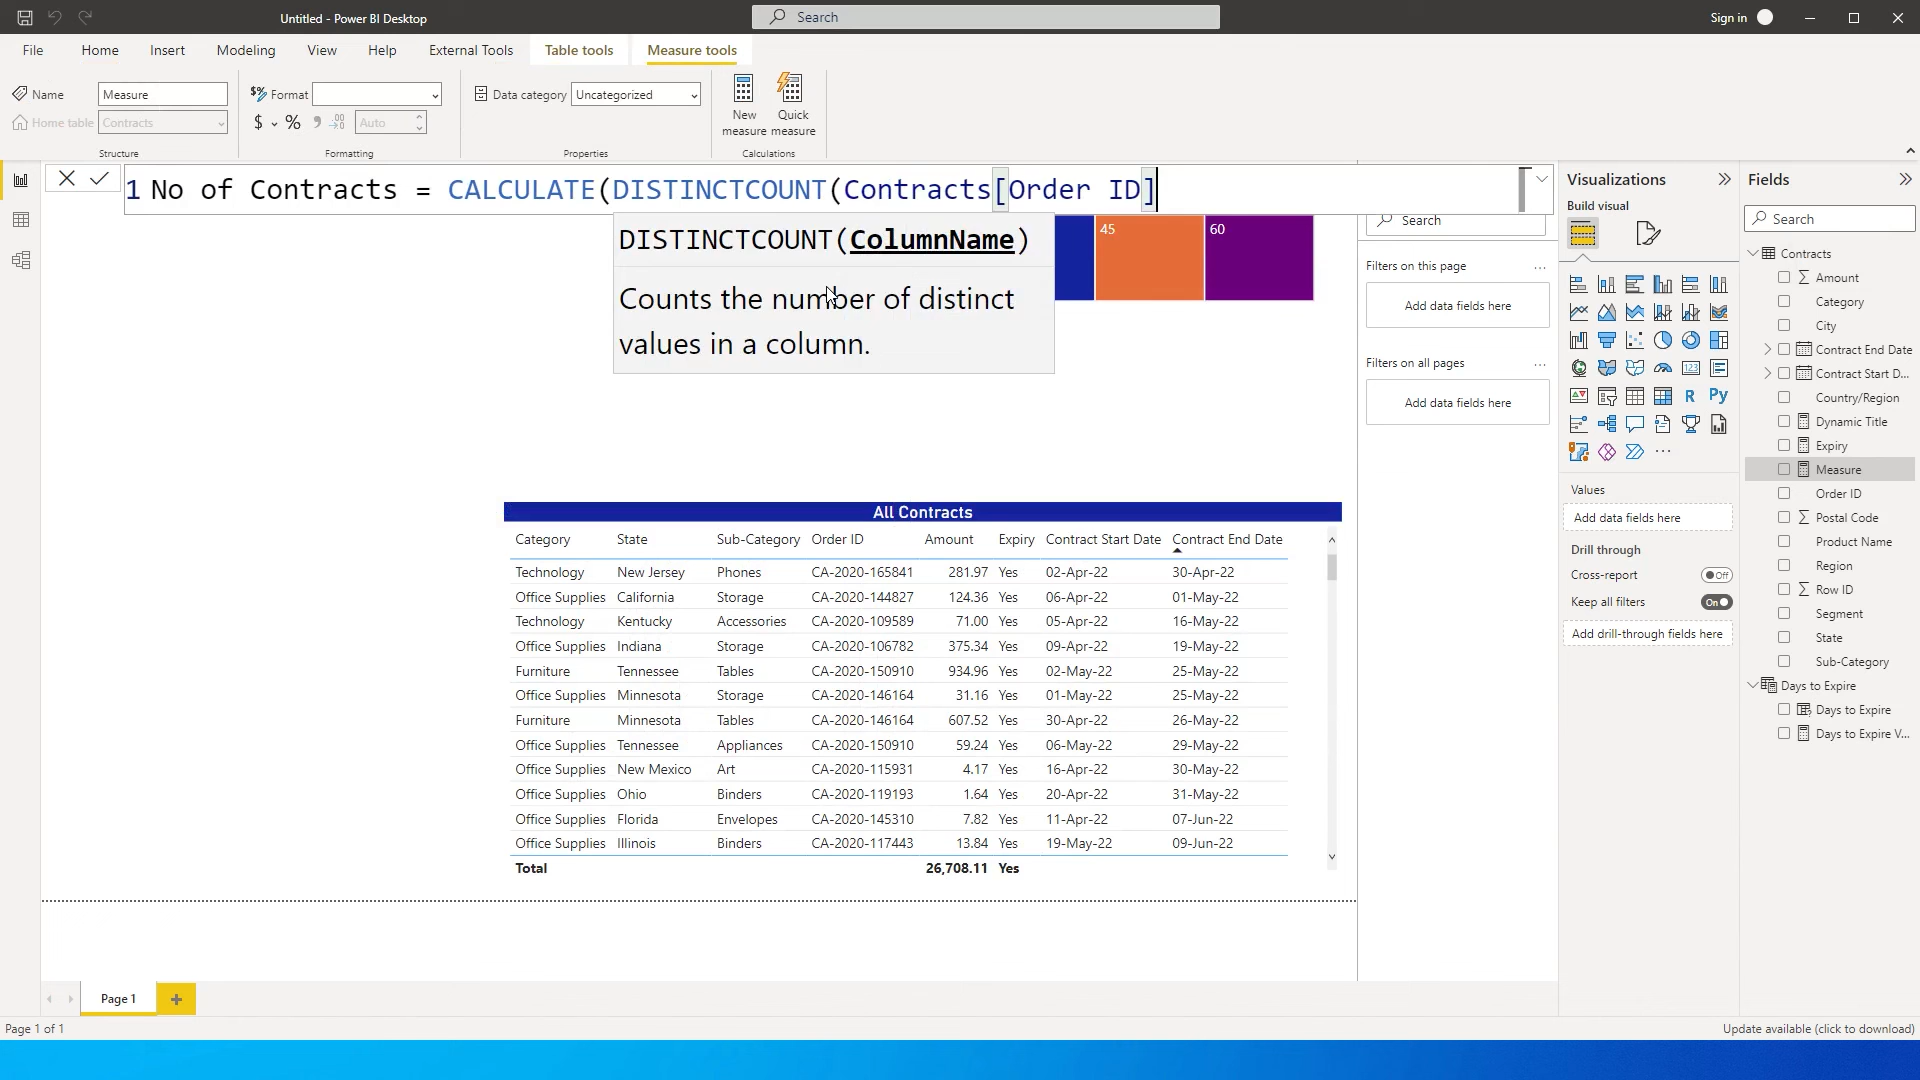 Untitled - Power BI Desktop
Search
Sign in
File Home Insert Modeling View Help External Tools Table tools Measure tools
Name Measure
Home table Contracts
Structure
Format
$ % Auto
Formatting
Data category Uncategorized
Properties
New measure
Quick measure
Calculations
1 No of Contracts = CALCULATE(DISTINCTCOUNT(Contracts[Order ID]
DISTINCTCOUNT(ColumnName)
Counts the number of distinct
values in a column.
45 60
All Contracts
Category State Sub-Category Order ID Amount Expiry Contract Start Date Contract End Date
Technology New Jersey Phones CA-2020-165841 281.97 Yes 02-Apr-22 30-Apr-22
Office Supplies California Storage CA-2020-144827 124.36 Yes 06-Apr-22 01-May-22
Technology Kentucky Accessories CA-2020-109589 71.00 Yes 05-Apr-22 16-May-22
Office Supplies Indiana Storage CA-2020-106782 375.34 Yes 09-Apr-22 19-May-22
Furniture Tennessee Tables CA-2020-150910 934.96 Yes 02-May-22 25-May-22
Office Supplies Minnesota Storage CA-2020-146164 31.16 Yes 01-May-22 25-May-22
Furniture Minnesota Tables CA-2020-146164 607.52 Yes 30-Apr-22 26-May-22
Office Supplies Tennessee Appliances CA-2020-150910 59.24 Yes 06-May-22 29-May-22
Office Supplies New Mexico Art CA-2020-115931 4.17 Yes 16-Apr-22 30-May-22
Office Supplies Ohio Binders CA-2020-119193 1.64 Yes 20-Apr-22 31-May-22
Office Supplies Florida Envelopes CA-2020-145310 7.82 Yes 11-Apr-22 07-Jun-22
Office Supplies Illinois Binders CA-2020-117443 13.84 Yes 19-May-22 09-Jun-22
Total 26,708.11 Yes
Search
Filters on this page ...
Add data fields here
Filters on all pages ...
Add data fields here
Visualizations
Build visual
123
R Py
...
Values
Add data fields here
Drill through
Cross-report Off
Keep all filters On
Add drill-through fields here
Fields
Search
Contracts
Amount
Category
City
Contract End Date
Contract Start D...
Country/Region
Dynamic Title
Expiry
Measure
Order ID
Postal Code
Product Name
Region
Row ID
Segment
State
Sub-Category
Days to Expire
Days to Expire
Days to Expire V...
Page 1
Page 1 of 1
Update available (click to download)